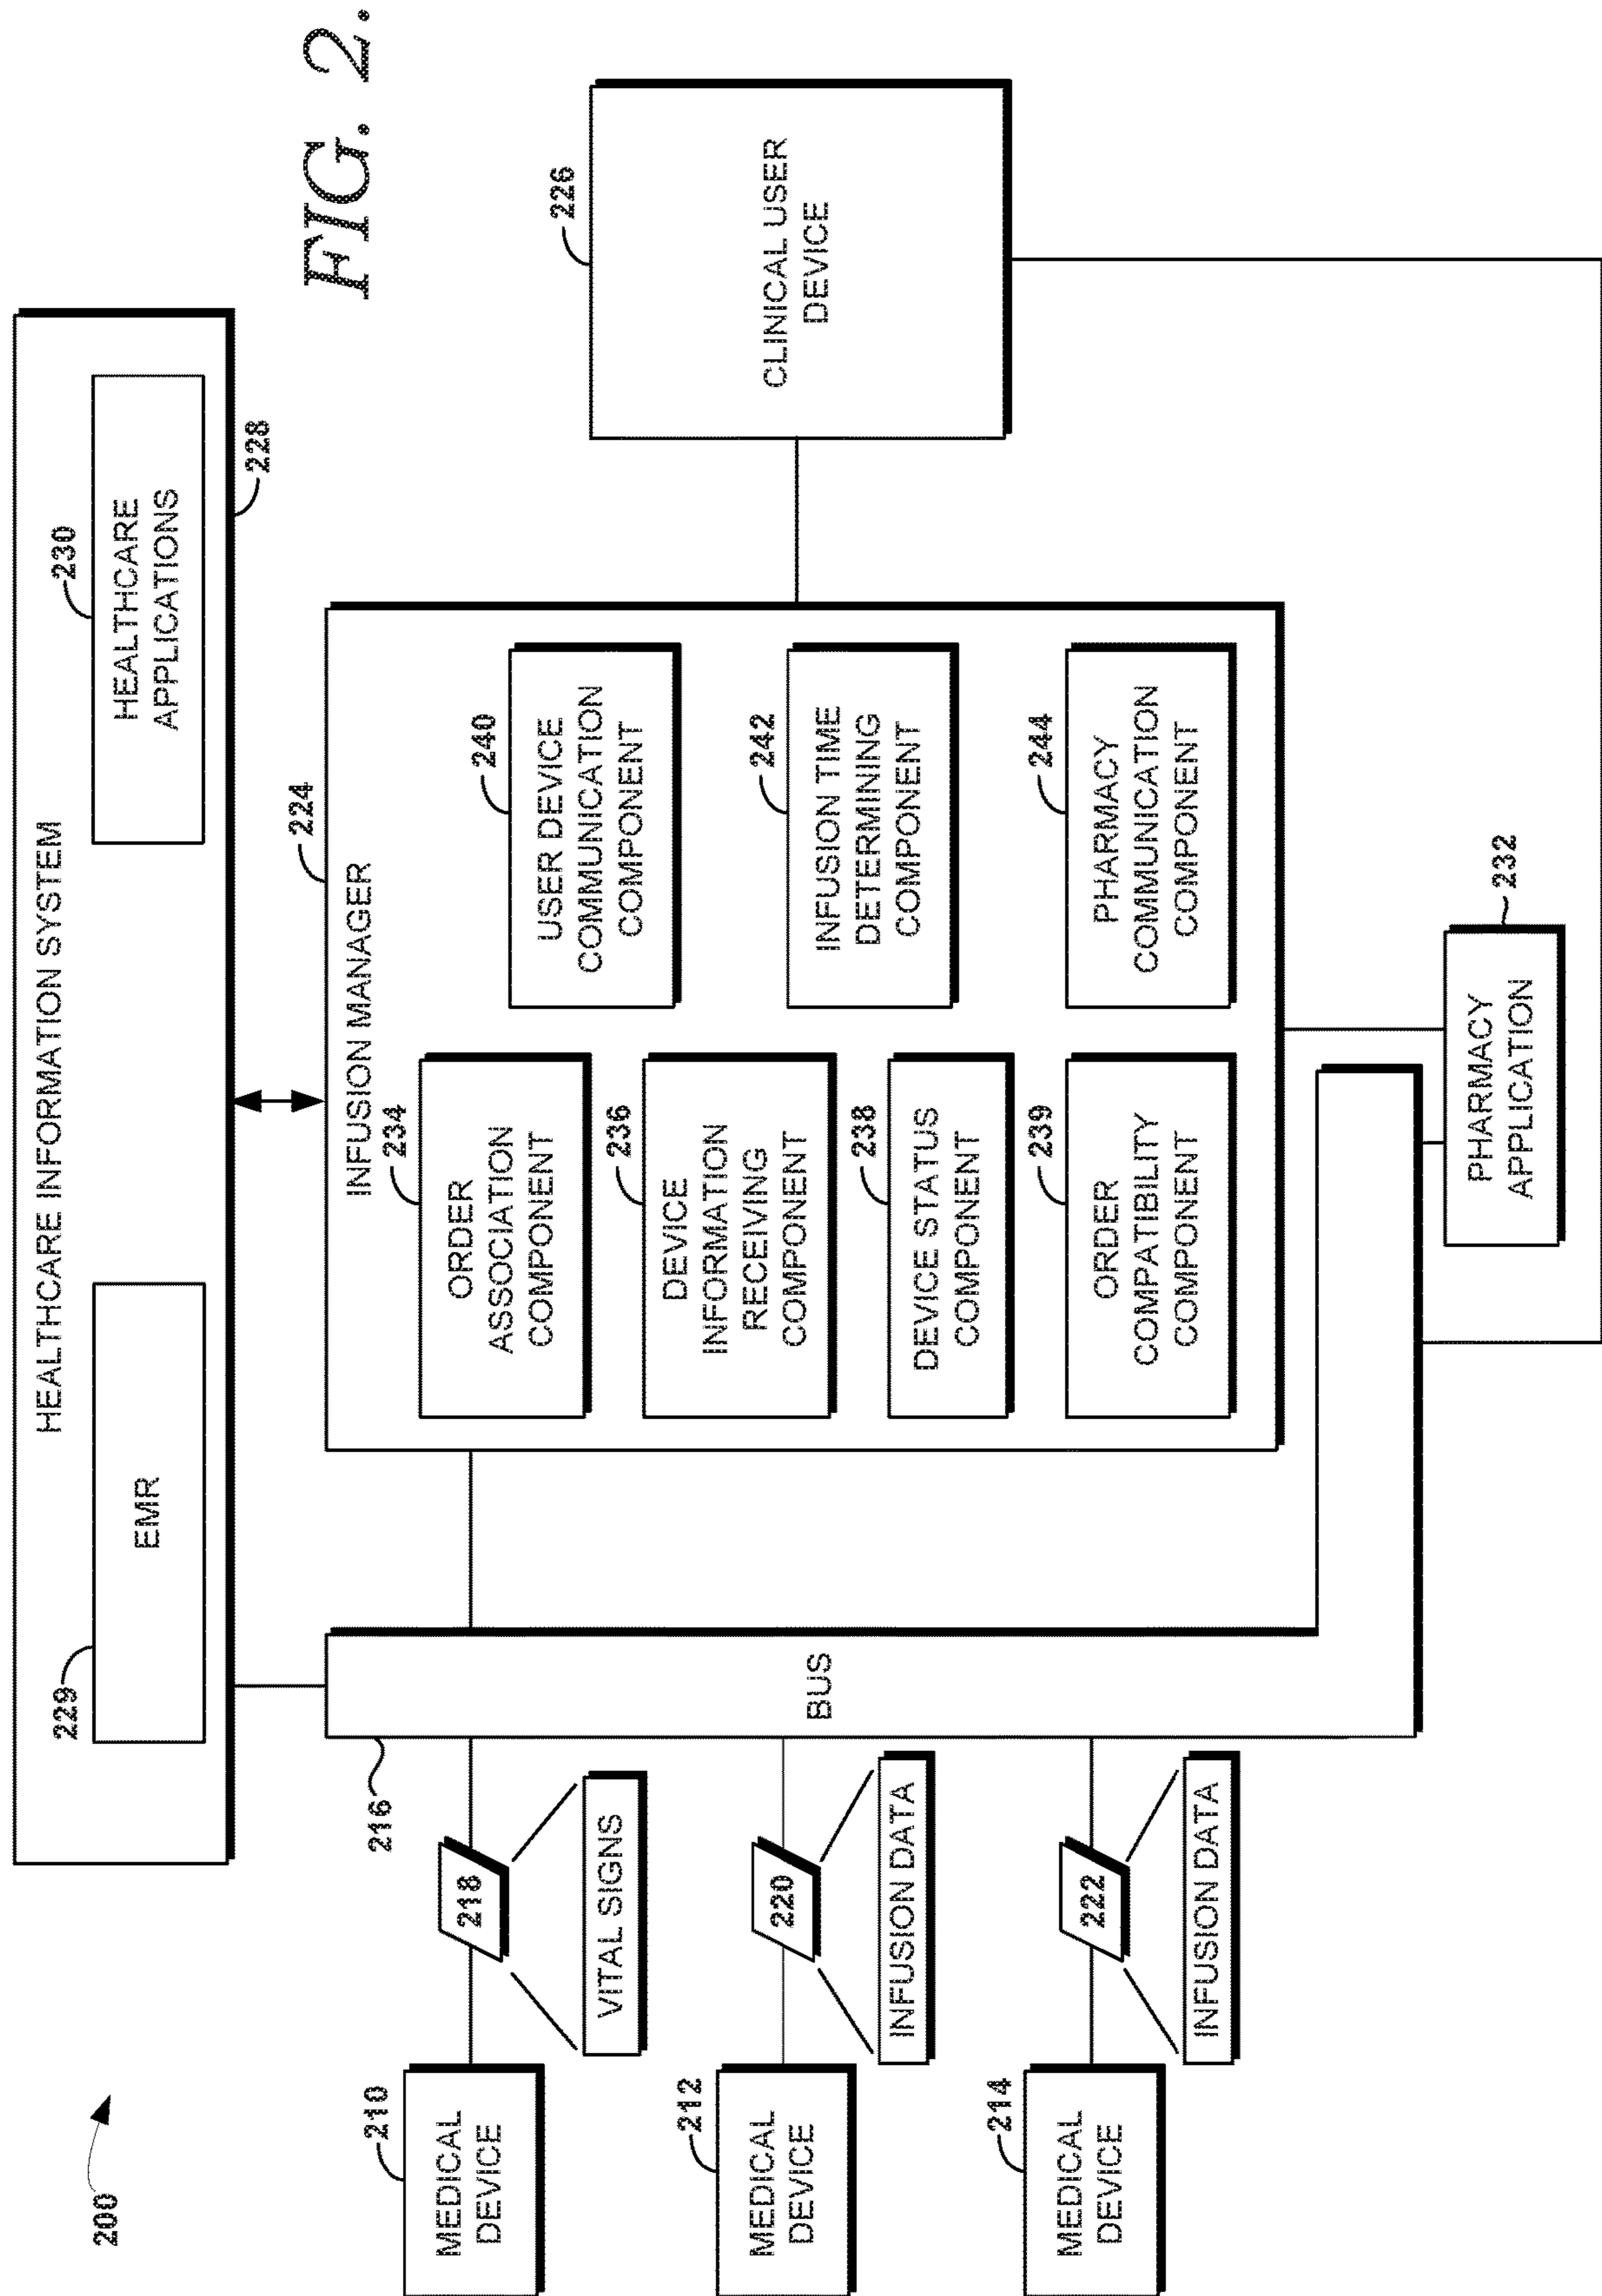 FIG. 2.
200
HEALTHCARE INFORMATION SYSTEM
229
EMR
230
HEALTHCARE
APPLICATIONS
228
210
MEDICAL
DEVICE
218
VITAL SIGNS
212
MEDICAL
DEVICE
220
INFUSION DATA
214
MEDICAL
DEVICE
222
INFUSION DATA
216
BUS
224
INFUSION MANAGER
234
ORDER
ASSOCIATION
COMPONENT
236
DEVICE
INFORMATION
RECEIVING
COMPONENT
238
DEVICE STATUS
COMPONENT
239
ORDER
COMPATIBILITY
COMPONENT
240
USER DEVICE
COMMUNICATION
COMPONENT
242
INFUSION TIME
DETERMINING
COMPONENT
244
PHARMACY
COMMUNICATION
COMPONENT
226
CLINICAL USER
DEVICE
232
PHARMACY
APPLICATION